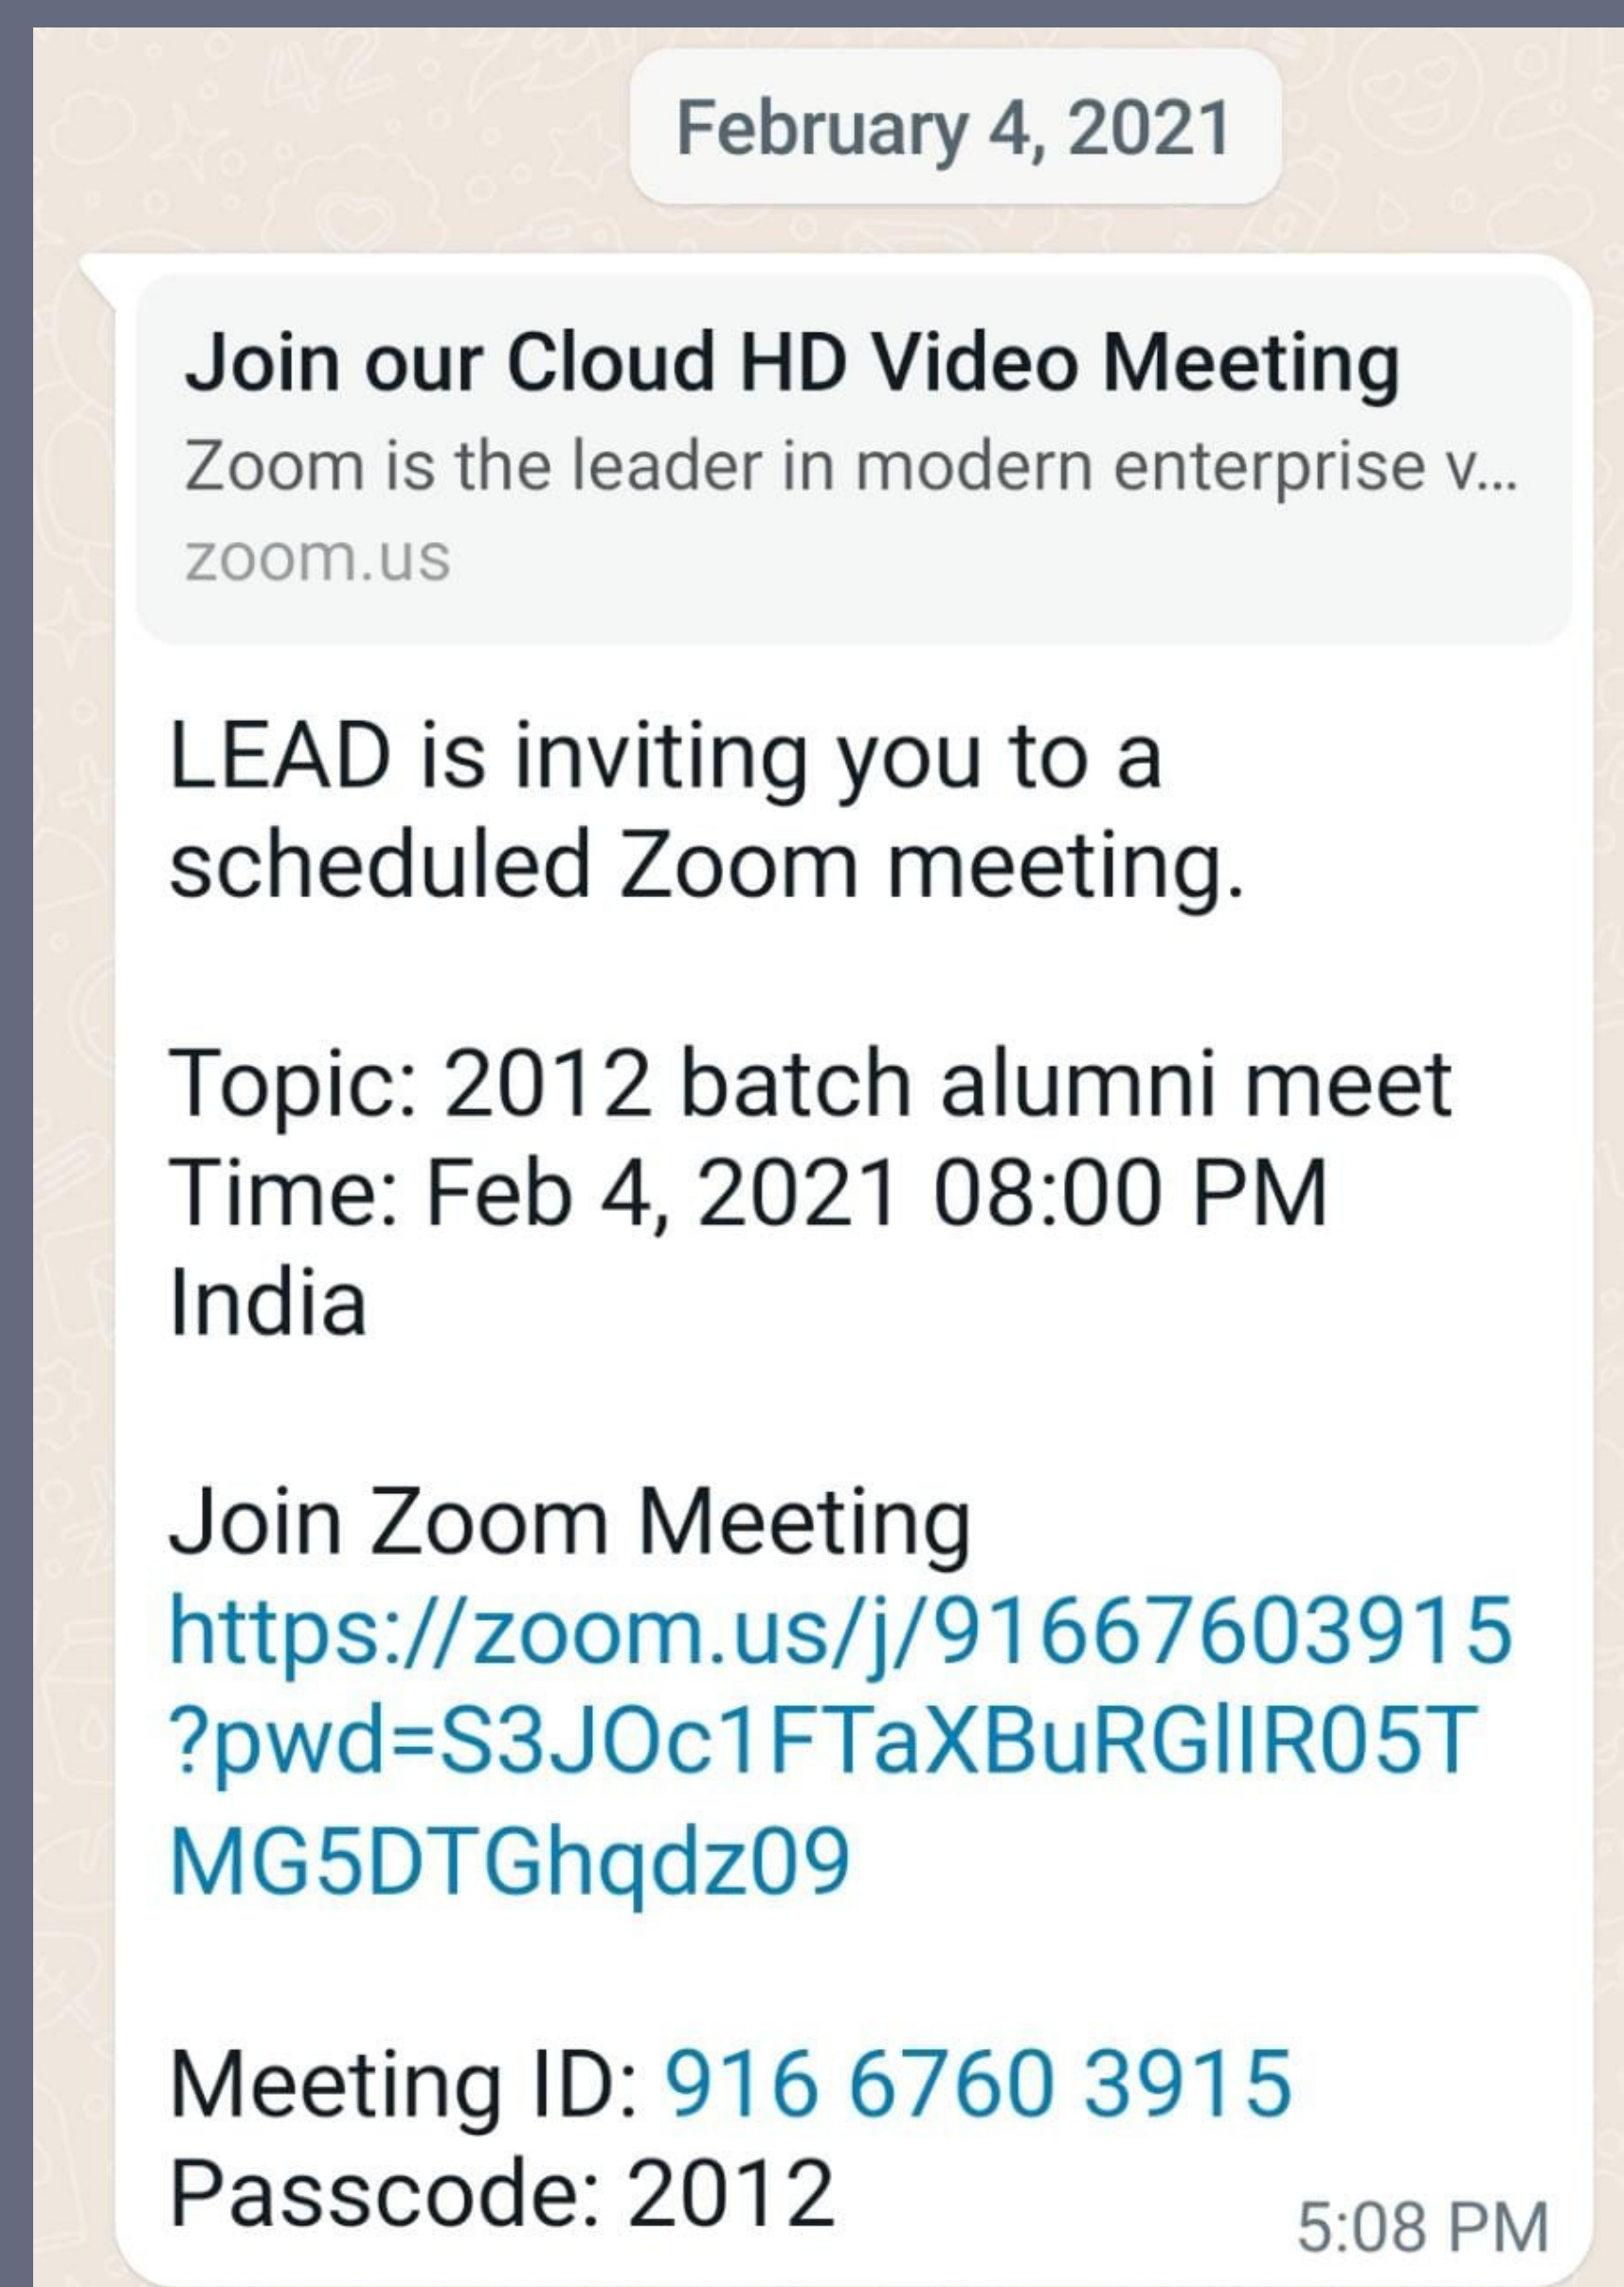 February 4, 2021
Join our Cloud HD Video Meeting
Zoom is the leader in modern enterprise v...
zoom.us
LEAD is inviting you to a
scheduled Zoom meeting.
Topic: 2012 batch alumni meet
Time: Feb 4, 2021 08:00 PM
India
Join Zoom Meeting
https://zoom.us/j/91667603915
?pwd=S3JOc1FTaXBuRGlIR05T
MG5DTGhqdz09
Meeting ID: 916 6760 3915
Passcode: 2012
5:08 PM